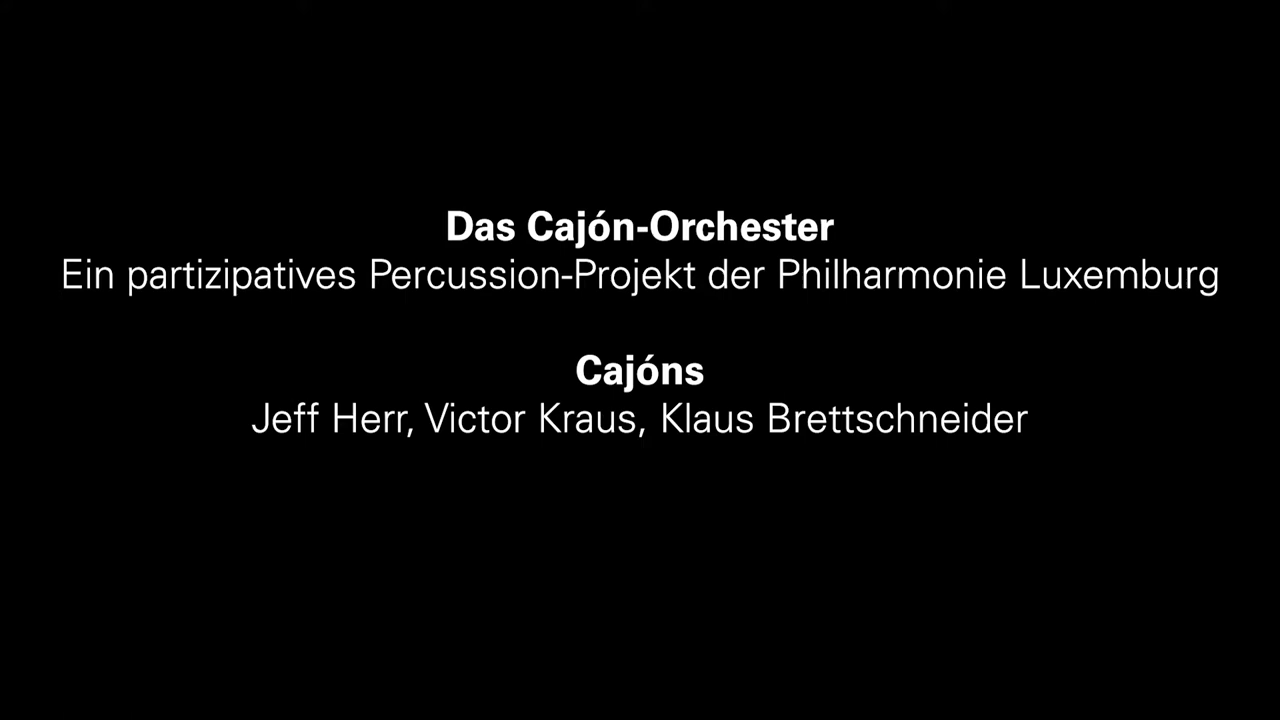 Das Cajón-Orchester
Ein partizipatives Percussion-Projekt der Philharmonie Luxemburg
Cajóns
Jeff Herr, Victor Kraus, Klaus Brettschneider